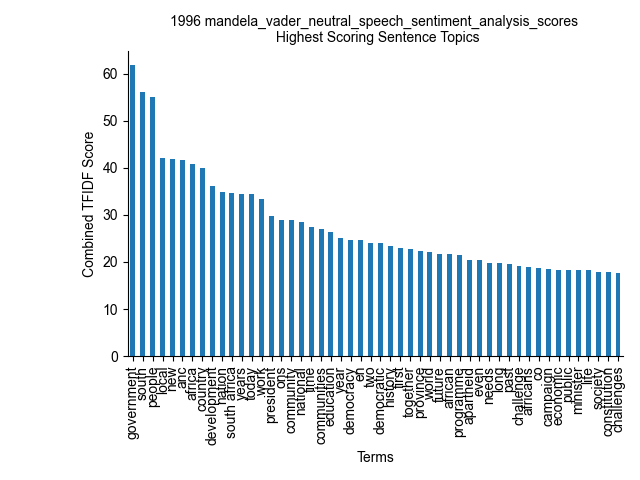 1996 mandela_vader_neutral_speech_sentiment_analysis_scores
Highest Scoring Sentence Topics
Combined TFIDF Score
60
50
40
30
20
10
0
government
south
people
local
new
anc
africa
country
development
nation
south africa
years
today
work
president
ons
community
national
time
communities
education
year
democracy
en
two
democratic
history
first
together
province
world
future
african
programme
apartheid
even
needs
long
past
challenge
africans
co
campaign
economic
public
minister
life
society
constitution
challenges
Terms